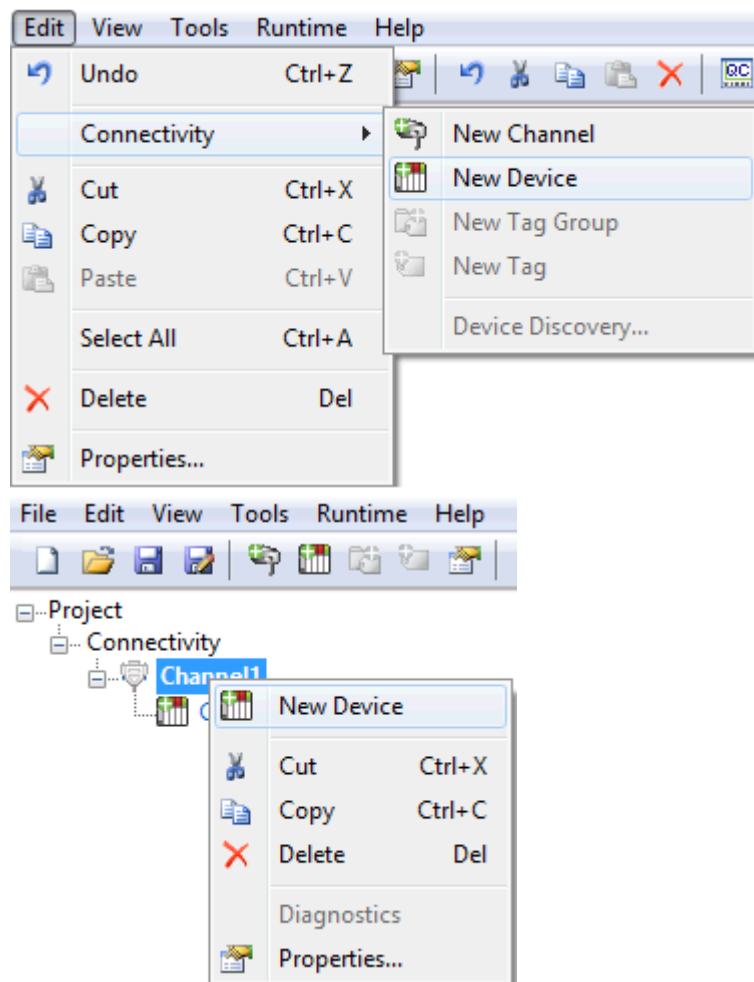 Edit View Tools Runtime Help
Undo Ctrl+Z
QC
Connectivity
New Channel
New Device
Cut Ctrl+X
New Tag Group
Copy Ctrl+C
New Tag
Paste Ctrl+V
Device Discovery...
Select All Ctrl+A
Delete Del
Properties...
File Edit View Tools Runtime Help
Project
Connectivity
Channel1
New Device
Cut Ctrl+X
Copy Ctrl+C
Delete Del
Diagnostics
Properties...